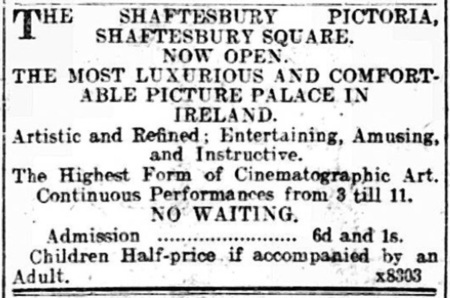 THE SHAFTESBURY PICTORIA,
SHAFTESBURY SQUARE.
NOW OPEN.
THE MOST LUXURIOUS AND COMFORT-
ABLE PICTURE PALACE IN
IRELAND.
Artistic and Refined; Entertaining, Amusing,
and Instructive.
The Highest Form of Cinematographic Art.
Continuous Performances from 3 till 11.
NO WAITING.
Admission ........................ 6d and 1s.
Children Half-price if accompanied by an
Adult. x8303